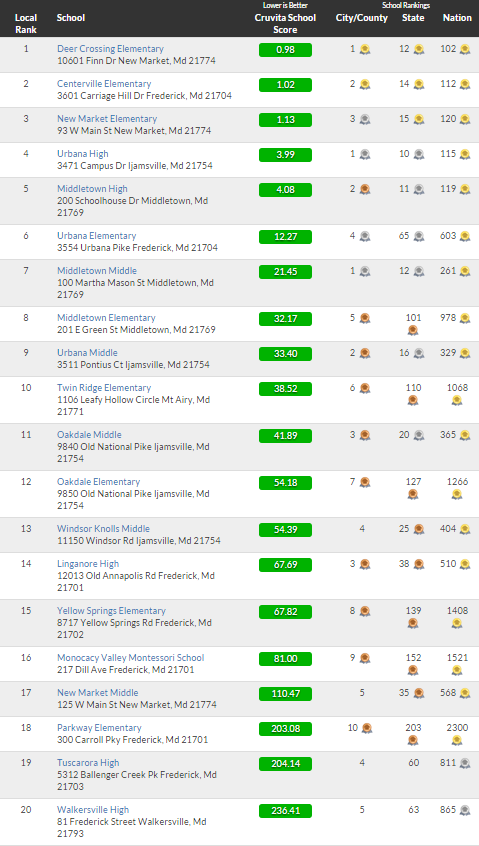 Lower is Better School Rankings
Local School Cruvita School City/County State Nation
Rank Score
1 Deer Crossing Elementary 0.98 1 12 102
10601 Finn Dr New Market, Md 21774
2 Centerville Elementary 1.02 2 14 112
3601 Carriage Hill Dr Frederick, Md 21704
3 New Market Elementary 1.13 3 15 120
93 W Main St New Market, Md 21774
4 Urbana High 3.99 1 10 115
3471 Campus Dr Ijamsville, Md 21754
5 Middletown High 4.08 2 11 119
200 Schoolhouse Dr Middletown, Md
21769
6 Urbana Elementary 12.27 4 65 603
3554 Urbana Pike Frederick, Md 21704
7 Middletown Middle 21.45 1 12 261
100 Martha Mason St Middletown, Md
21769
8 Middletown Elementary 32.17 5 101 978
201 E Green St Middletown, Md 21769
9 Urbana Middle 33.40 2 16 329
3511 Pontius Ct Ijamsville, Md 21754
10 Twin Ridge Elementary 38.52 6 110 1068
1106 Leafy Hollow Circle Mt Airy, Md
21771
11 Oakdale Middle 41.89 3 20 365
9840 Old National Pike Ijamsville, Md
21754
12 Oakdale Elementary 54.18 7 127 1266
9850 Old National Pike Ijamsville, Md
21754
13 Windsor Knolls Middle 54.39 4 25 404
11150 Windsor Rd Ijamsville, Md 21754
14 Linganore High 67.69 3 38 510
12013 Old Annapolis Rd Frederick, Md
21701
15 Yellow Springs Elementary 67.82 8 139 1408
8717 Yellow Springs Rd Frederick, Md
21702
16 Monocacy Valley Montessori School 81.00 9 152 1521
217 Dill Ave Frederick, Md 21701
17 New Market Middle 110.47 5 35 568
125 W Main St New Market, Md 21774
18 Parkway Elementary 203.08 10 203 2300
300 Carroll Pky Frederick, Md 21701
19 Tuscarora High 204.14 4 60 811
5312 Ballenger Creek Pk Frederick, Md
21703
20 Walkersville High 236.41 5 63 865
81 Frederick Street Walkersville, Md
21793